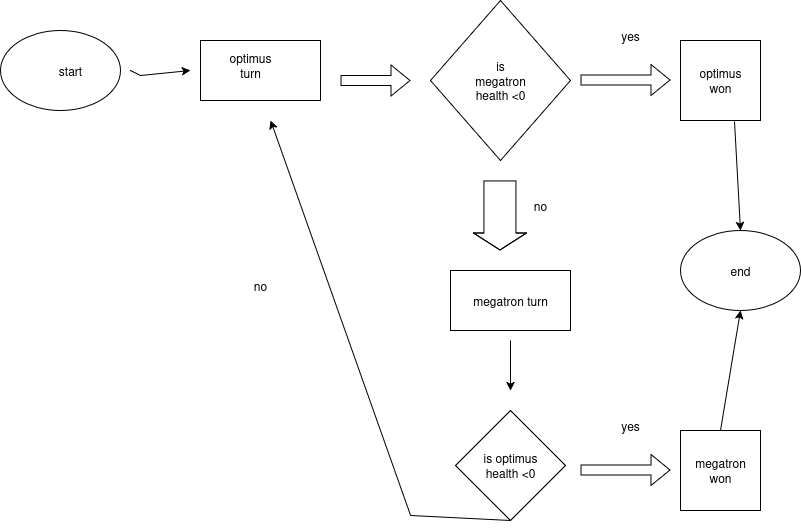 start
optimus
turn
is
megatron
health <0
yes
optimus
won
no
megatron turn
end
no
is optimus
health <0
yes
megatron
won